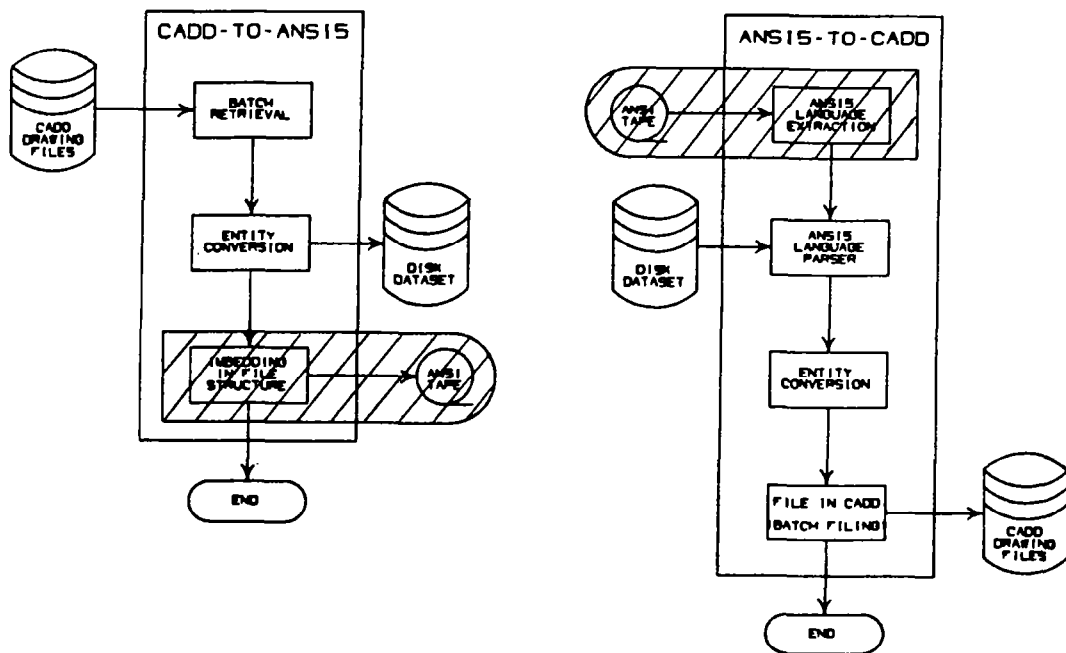 CADD-TO-ANSI5
CADD
DRAWING
FILES
BATCH
RETRIEVAL
ENTITY
CONVERSION
DISK
DATASET
IMBEDDING
IN FILE
STRUCTURE
ANSI
TAPE
END
ANSI5-TO-CADD
ANSI
TAPE
ANSI5
LANGUAGE
EXTRACTION
DISK
DATASET
ANSI5
LANGUAGE
PARSER
ENTITY
CONVERSION
FILE IN CADD
(BATCH FILING)
CADD
DRAWING
FILES
END